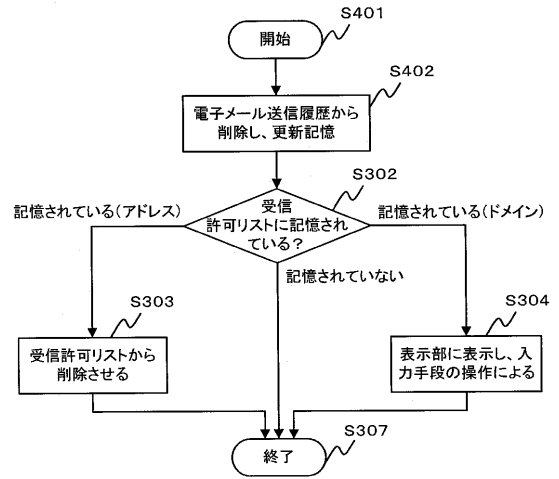 S401
開始
S402
電子メール送信履歴から
削除し、更新記憶
S302
受信
許可リストに記憶され
ている？
記憶されている(アドレス)
記憶されている(ドメイン)
記憶されていない
S303
受信許可リストから
削除させる
S304
表示部に表示し、入
力手段の操作による
S307
終了